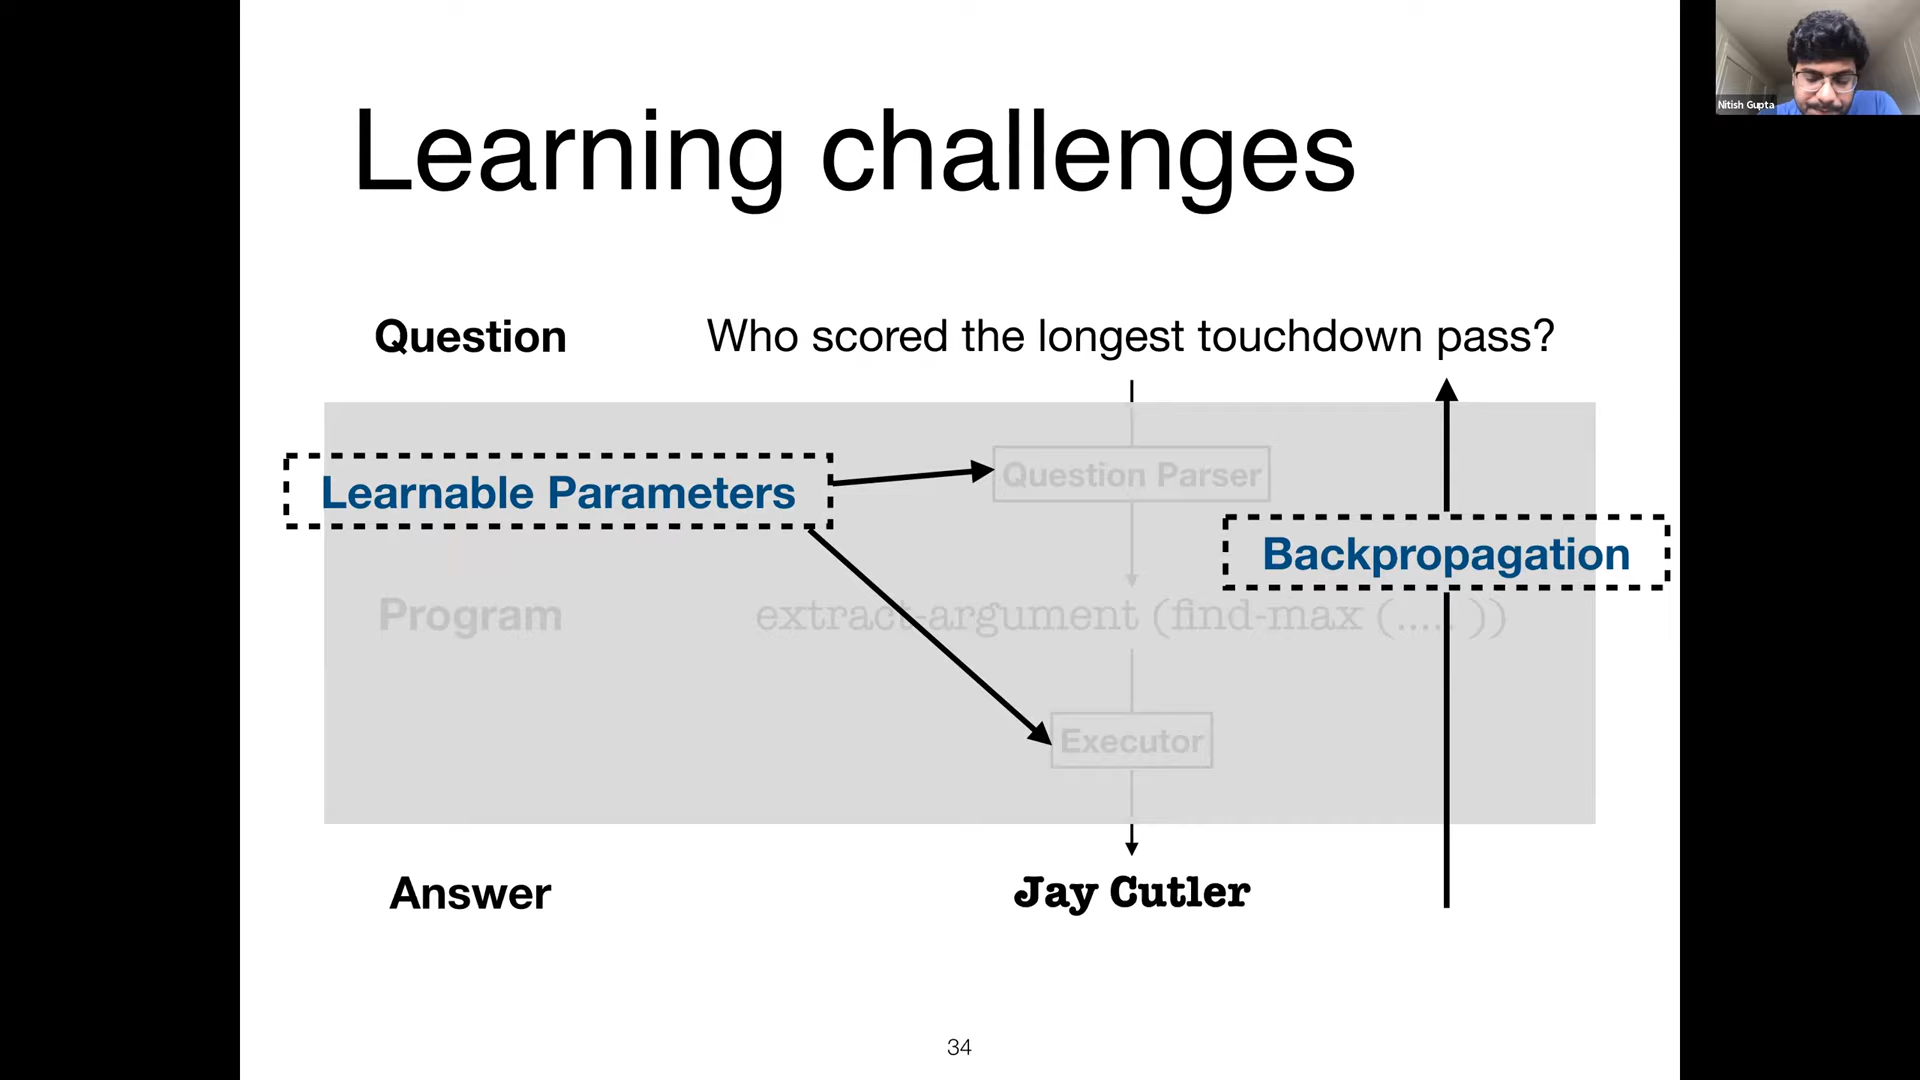 Learning challenges
Nitish Gupta
Question
Who scored the longest touchdown pass?
Learnable Parameters
Question Parser
Backpropagation
Program
extract-argument (find-max (..... ))
Executor
Answer
Jay Cutler
34